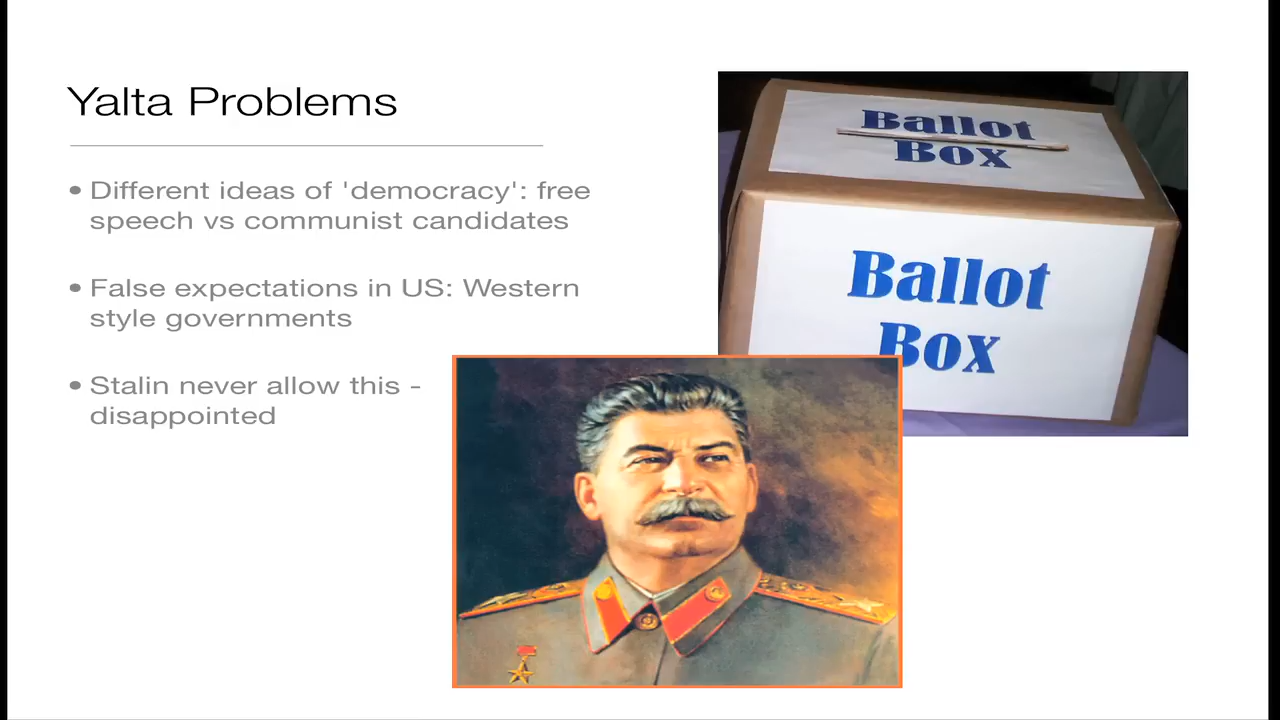 Yalta Problems
• Different ideas of 'democracy': free
speech vs communist candidates
• False expectations in US: Western
style governments
• Stalin never allow this -
disappointed
Ballot
Box
Ballot
Box